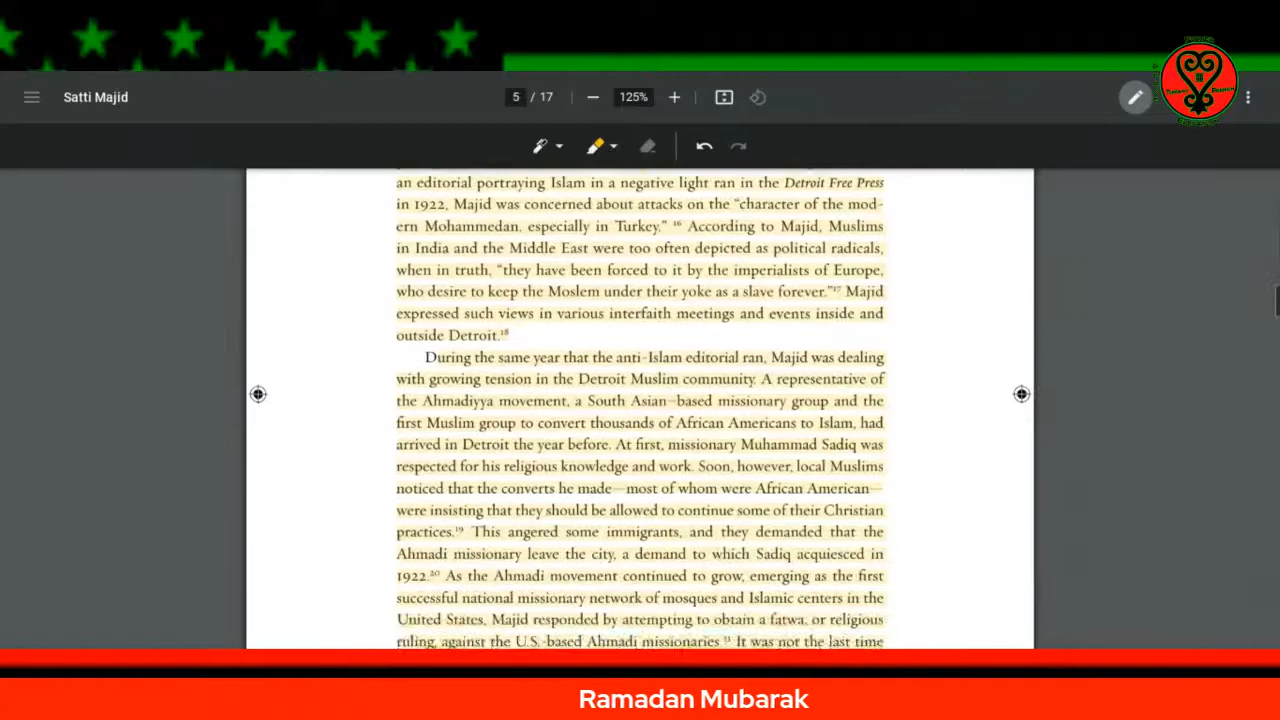 Satti Majid
5 / 17
125%
an editorial portraying Islam in a negative light ran in the Detroit Free Press
in 1922, Majid was concerned about attacks on the “character of the mod-
ern Mohammedan, especially in Turkey,” 16 According to Majid, Muslims
in India and the Middle East were too often depicted as political radicals,
when in truth, “they have been forced to it by the imperialists of Europe,
who desire to keep the Moslem under their yoke as a slave forever.”17 Majid
expressed such views in various interfaith meetings and events inside and
outside Detroit.18
During the same year that the anti-Islam editorial ran, Majid was dealing
with growing tension in the Detroit Muslim community. A representative of
the Ahmadiyya movement, a South Asian–based missionary group and the
first Muslim group to convert thousands of African Americans to Islam, had
arrived in Detroit the year before. At first, missionary Muhammad Sadiq was
respected for his religious knowledge and work. Soon, however, local Muslims
noticed that the converts he made—most of whom were African American—
were insisting that they should be allowed to continue some of their Christian
practices.19 This angered some immigrants, and they demanded that the
Ahmadi missionary leave the city, a demand to which Sadiq acquiesced in
1922.20 As the Ahmadi movement continued to grow, emerging as the first
successful national missionary network of mosques and Islamic centers in the
United States, Majid responded by attempting to obtain a fatwa, or religious
ruling, against the U.S.-based Ahmadi missionaries.21 It was not the last time
Ramadan Mubarak